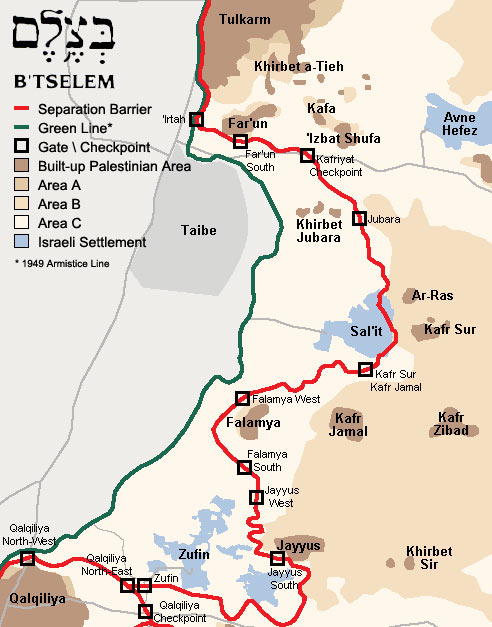 בצלם
B'TSELEM
Separation Barrier
Green Line*
Gate \ Checkpoint
Built-up Palestinian Area
Area A
Area B
Area C
Israeli Settlement
* 1949 Armistice Line
Tulkarm
Khirbet a-Tieh
Kafa
'Irtah
Far'un
'Izbat Shufa
Avne
Hefez
Far'un
South
Kafriyat
Checkpoint
Taibe
Khirbet
Jubara
Jubara
Ar-Ras
Sal'it
Kafr Sur
Kafr Sur
Kafr Jamal
Falamya West
Falamya
Kafr
Jamal
Kafr
Zibad
Falamya
South
Jayyus
West
Qalqiliya
North-West
Zufin
Jayyus
Khirbet
Sir
Qalqiliya
North-East
Zufin
Jayyus
South
Qalqiliya
Qalqiliya
Checkpoint